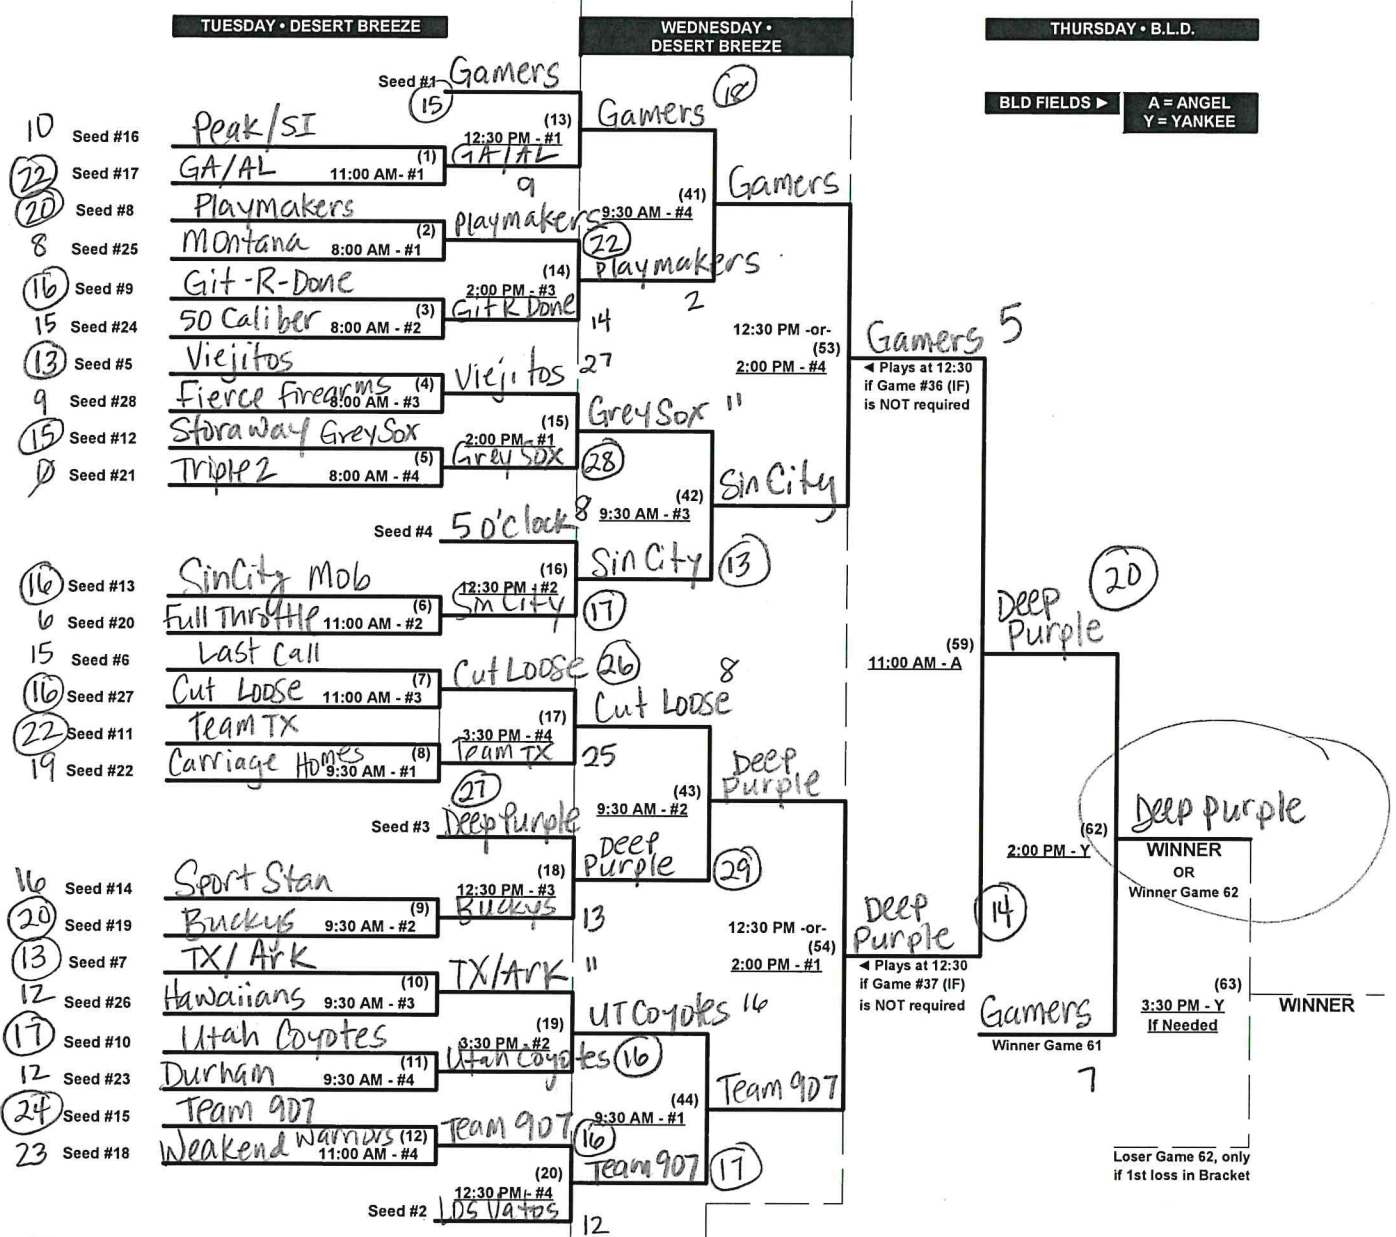 TUESDAY • DESERT BREEZE
WEDNESDAY •
DESERT BREEZE
THURSDAY • B.L.D.
BLD FIELDS ►
A = ANGEL
Y = YANKEE
Seed #1 Gamers
15
10 Seed #16 Peak/SI
(1)
22 Seed #17 GA/AL 11:00 AM- #1
(13)
12:30 PM - #1
GA/AL
9
20 Seed #8 Playmakers
(2)
8 Seed #25 Montana 8:00 AM - #1
Playmakers
22
16 Seed #9 Git-R-Done
(3)
15 Seed #24 50 Caliber 8:00 AM - #2
(14)
2:00 PM - #3
Git R Done
14
13 Seed #5 Viejitos
(4)
9 Seed #28 Fierce Firearms 8:00 AM - #3
Viejitos 27
15 Seed #12 Storaway GreySox
(5)
0 Seed #21 Triple 2 8:00 AM - #4
(15)
2:00 PM - #1
Grey Sox
28
Seed #4 5 O'Clock 8
16 Seed #13 SinCity Mob
(6)
6 Seed #20 Full Throttle 11:00 AM - #2
(16)
12:30 PM - #2
Sin City
17
15 Seed #6 Last Call
(7)
16 Seed #27 Cut Loose 11:00 AM - #3
Cut Loose 26
22 Seed #11 Team TX
(8)
19 Seed #22 Carriage Homes 9:30 AM - #1
(17)
3:30 PM - #4
Team TX
25
27
Seed #3 Deep Purple
16 Seed #14 Sport Stan
(9)
20 Seed #19 Buckys 9:30 AM - #2
(18)
12:30 PM - #3
Buckys
13
13 Seed #7 TX/Ark
(10)
12 Seed #26 Hawaiians 9:30 AM - #3
TX/Ark 11
17 Seed #10 Utah Coyotes
(11)
12 Seed #23 Durham 9:30 AM - #4
(19)
3:30 PM - #2
Utah Coyotes 16
24 Seed #15 Team 907
(12)
23 Seed #18 Weakend Warriors 11:00 AM - #4
Team 907
16
(20)
12:30 PM - #4
Seed #2 Los Vatos
12
Gamers
18
(41)
9:30 AM - #4
Playmakers
2
GreySox 11
(42)
9:30 AM - #3
Sin City 13
Cut Loose
8
(43)
9:30 AM - #2
Deep
Purple
29
UT Coyotes 16
(44)
9:30 AM - #1
Team 907 17
Gamers
12:30 PM -or-
(53)
2:00 PM - #4
Sin City
Deep
Purple
12:30 PM -or-
(54)
2:00 PM - #1
Team 907
Gamers 5
◄ Plays at 12:30
if Game #36 (IF)
is NOT required
(59)
11:00 AM - A
Deep
Purple
14
◄ Plays at 12:30
if Game #37 (IF)
is NOT required
Deep
Purple
20
(62)
2:00 PM - Y
Gamers
Winner Game 61
7
Deep Purple
WINNER
OR
Winner Game 62
(63)
3:30 PM - Y
If Needed
WINNER
Loser Game 62, only
if 1st loss in Bracket